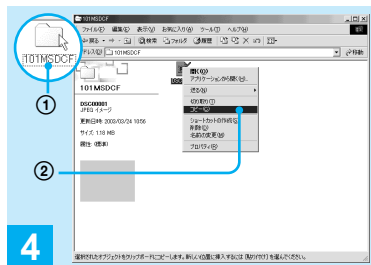 101MSDCF
ファイル(F) 編集(E) 表示(V) お気に入り(A) ツール(T) ヘルプ(H)
戻る 検索 フォルダ 履歴
アドレス(D) 101MSDCF 移動
101MSDCF
①
101MSDCF
DSC00001
JPEG イメージ
更新日時: 2003/03/24 10:56
サイズ: 1.18 MB
属性: (標準)
開く(O)
アプリケーションから開く(H)...
送る(N)
切り取り(T)
コピー(C)
ショートカットの作成(S)
削除(D)
名前の変更(M)
プロパティ(R)
②
4
選択されたオブジェクトをクリップボードにコピーします。新しい位置に挿入するには [貼り付け] を選んでください。